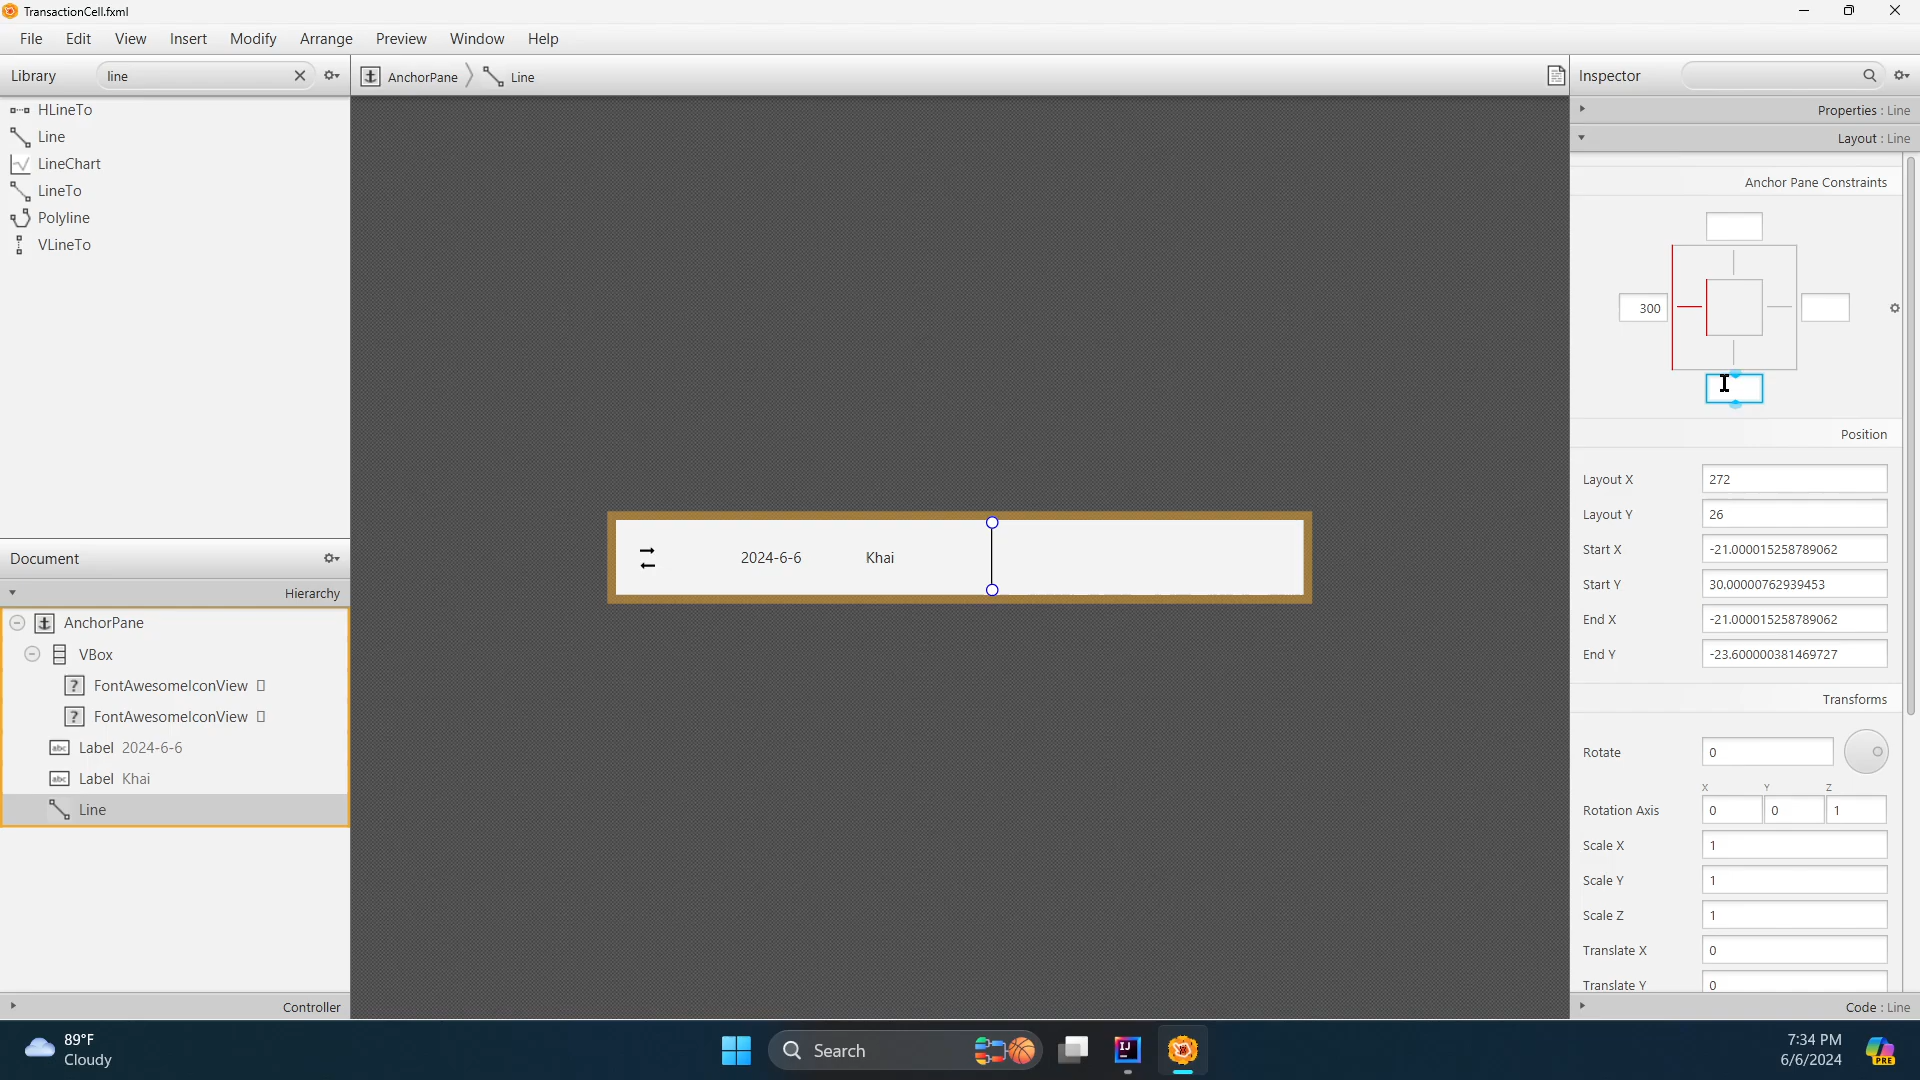 TransactionCell.fxml
File Edit View Insert Modify Arrange Preview Window Help
Library line
AnchorPane Line
Inspector
HLineTo
Line
LineChart
LineTo
Polyline
VLineTo
Properties : Line
Layout : Line
Anchor Pane Constraints
300
Position
Layout X 272
Layout Y 26
Start X -21.000015258789062
Start Y 30.00000762939453
End X -21.000015258789062
End Y -23.600000381469727
Transforms
Rotate 0
X Y Z
Rotation Axis 0 0 1
Scale X 1
Scale Y 1
Scale Z 1
Translate X 0
Translate Y 0
Code : Line
2024-6-6 Khai
Document
Hierarchy
AnchorPane
VBox
? FontAwesomeIconView
? FontAwesomeIconView
abc Label 2024-6-6
abc Label Khai
Line
Controller
89°F
Cloudy
Search
IJ
7:34 PM
6/6/2024
PRE